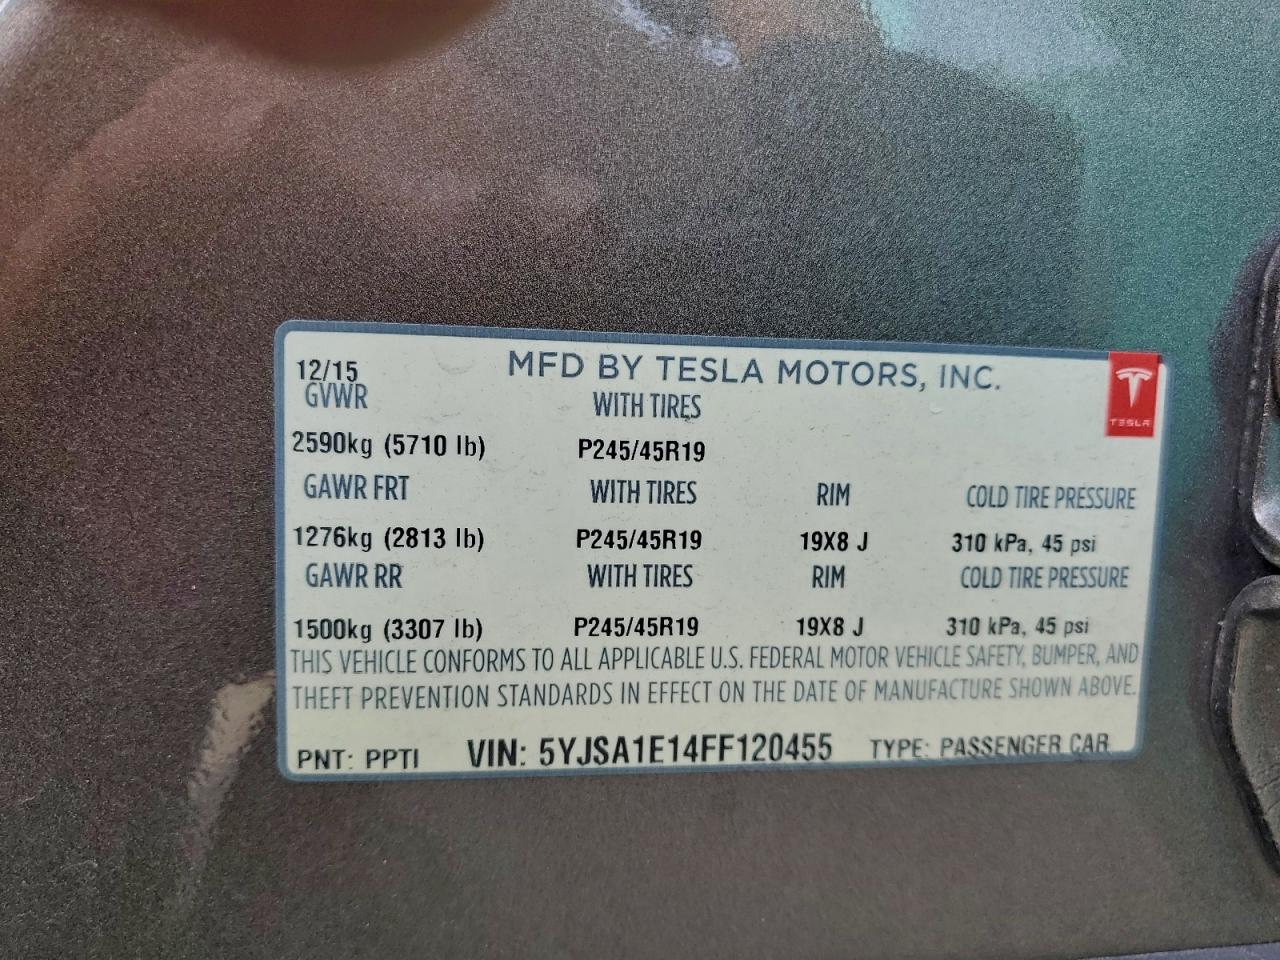 12/15 MFD BY TESLA MOTORS, INC.
TESLA
GVWR WITH TIRES
2590kg (5710 lb) P245/45R19
GAWR FRT WITH TIRES RIM COLD TIRE PRESSURE
1276kg (2813 lb) P245/45R19 19X8 J 310 kPa, 45 psi
GAWR RR WITH TIRES RIM COLD TIRE PRESSURE
1500kg (3307 lb) P245/45R19 19X8 J 310 kPa, 45 psi
THIS VEHICLE CONFORMS TO ALL APPLICABLE U.S. FEDERAL MOTOR VEHICLE SAFETY, BUMPER, AND
THEFT PREVENTION STANDARDS IN EFFECT ON THE DATE OF MANUFACTURE SHOWN ABOVE.
PNT: PPTI VIN: 5YJSA1E14FF120455 TYPE: PASSENGER CAR